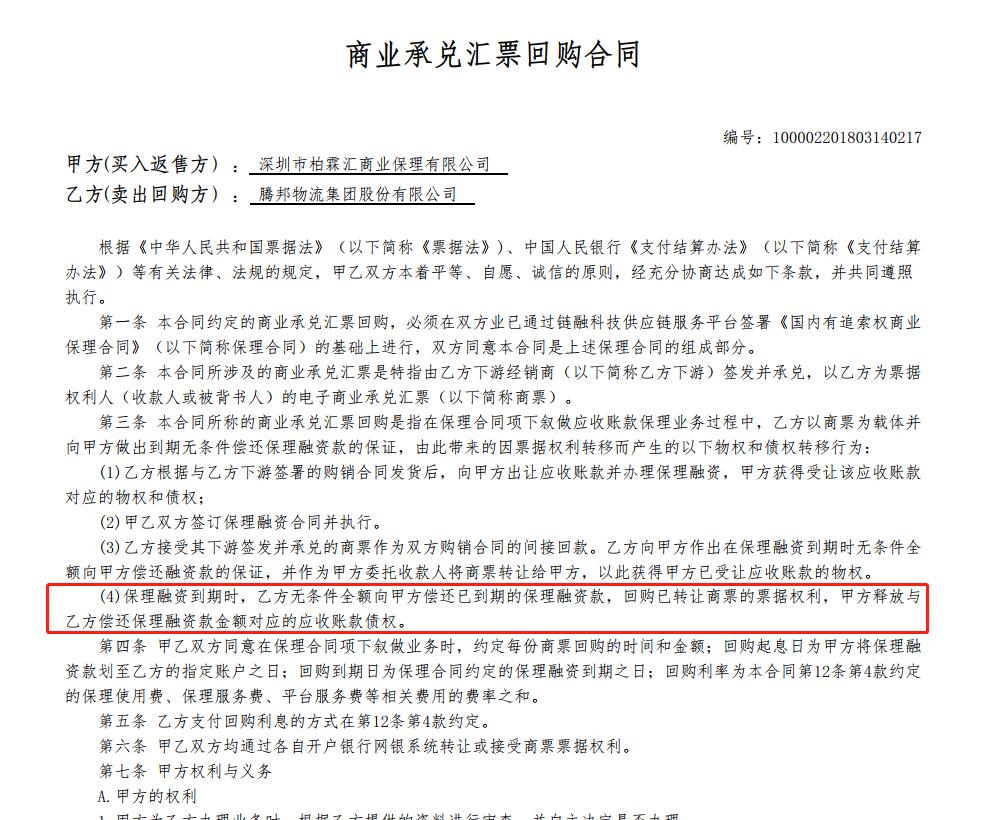 商业承兑汇票回购合同
编号：100002201803140217
甲方(买入返售方）：深圳市柏霖汇商业保理有限公司
乙方(卖出回购方）：腾邦物流集团股份有限公司
根据《中华人民共和国票据法》（以下简称《票据法》)、中国人民银行《支付结算办法》（以下简称《支付结算
办法》）等有关法律、法规的规定，甲乙双方本着平等、自愿、诚信的原则，经充分协商达成如下条款，并共同遵照
执行。
第一条 本合同约定的商业承兑汇票回购，必须在双方业已通过链融科技供应链服务平台签署《国内有追索权商业
保理合同》（以下简称保理合同）的基础上进行，双方同意本合同是上述保理合同的组成部分。
第二条 本合同所涉及的商业承兑汇票是特指由乙方下游经销商（以下简称乙方下游）签发并承兑，以乙方为票据
权利人（收款人或被背书人）的电子商业承兑汇票（以下简称商票）。
第三条 本合同所称的商业承兑汇票回购是指在保理合同项下叙做应收账款保理业务过程中，乙方以商票为载体并
向甲方做出到期无条件偿还保理融资款的保证，由此带来的因票据权利转移而产生的以下物权和债权转移行为：
(1)乙方根据与乙方下游签署的购销合同发货后，向甲方出让应收账款并办理保理融资，甲方获得受让该应收账款
对应的物权和债权；
(2)甲乙双方签订保理融资合同并执行。
(3)乙方接受其下游签发并承兑的商票作为双方购销合同的间接回款。乙方向甲方作出在保理融资到期时无条件全
额向甲方偿还融资款的保证，并作为甲方委托收款人将商票转让给甲方，以此获得甲方已受让应收账款的物权。
(4)保理融资到期时，乙方无条件全额向甲方偿还已到期的保理融资款，回购已转让商票的票据权利，甲方释放与
乙方偿还保理融资款金额对应的应收账款债权。
第四条 甲乙双方同意在保理合同项下叙做业务时，约定每份商票回购的时间和金额；回购起息日为甲方将保理融
资款划至乙方的指定账户之日；回购到期日为保理合同约定的保理融资到期之日；回购利率为本合同第12条第4款约定
的保理使用费、保理服务费、平台服务费等相关费用的费率之和。
第五条 乙方支付回购利息的方式在第12条第4款约定。
第六条 甲乙双方均通过各自开户银行网银系统转让或接受商票票据权利。
第七条 甲方权利与义务
A.甲方的权利